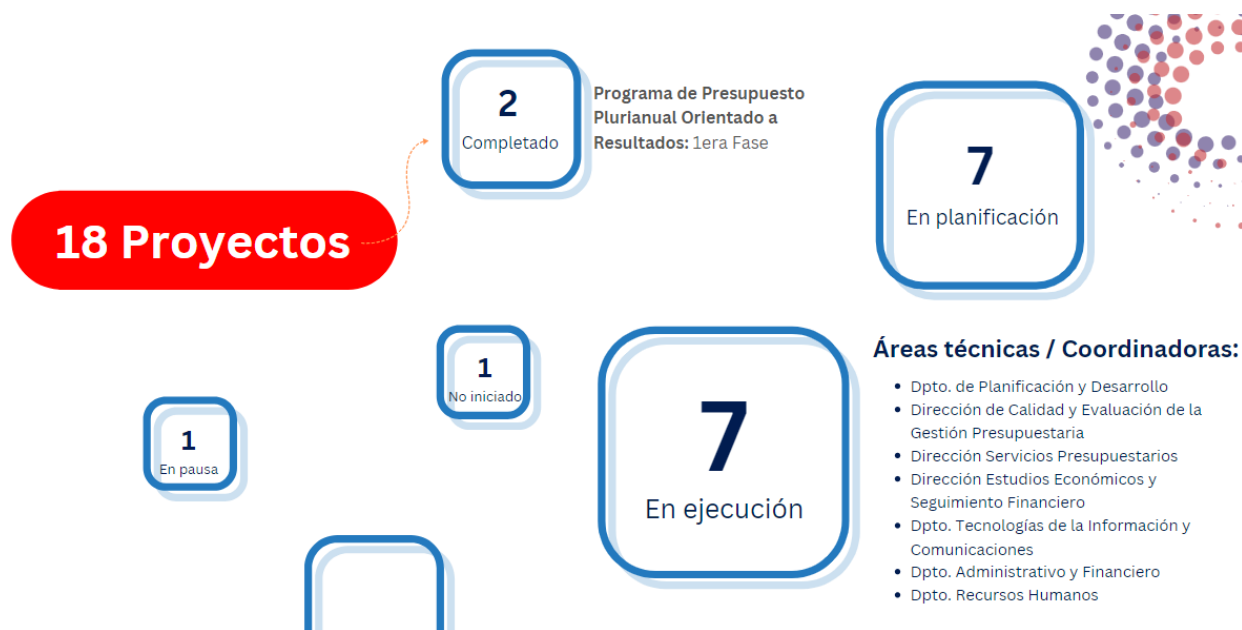 2
Completado
Programa de Presupuesto
Plurianual Orientado a
Resultados: 1era Fase
7
En planificación
18 Proyectos
1
No iniciado
1
En pausa
7
En ejecución
Áreas técnicas / Coordinadoras:
• Dpto. de Planificación y Desarrollo
• Dirección de Calidad y Evaluación de la
Gestión Presupuestaria
• Dirección Servicios Presupuestarios
• Dirección Estudios Económicos y
Seguimiento Financiero
• Dpto. Tecnologías de la Información y
Comunicaciones
• Dpto. Administrativo y Financiero
• Dpto. Recursos Humanos